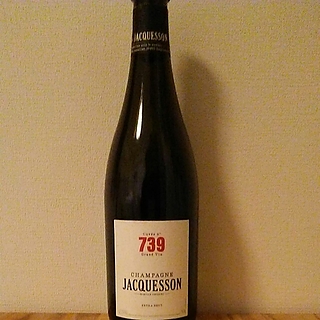 JACQUESSON
Cuvée n°
739
Grand Vin
CHAMPAGNE
JACQUESSON
EXTRA-BRUT